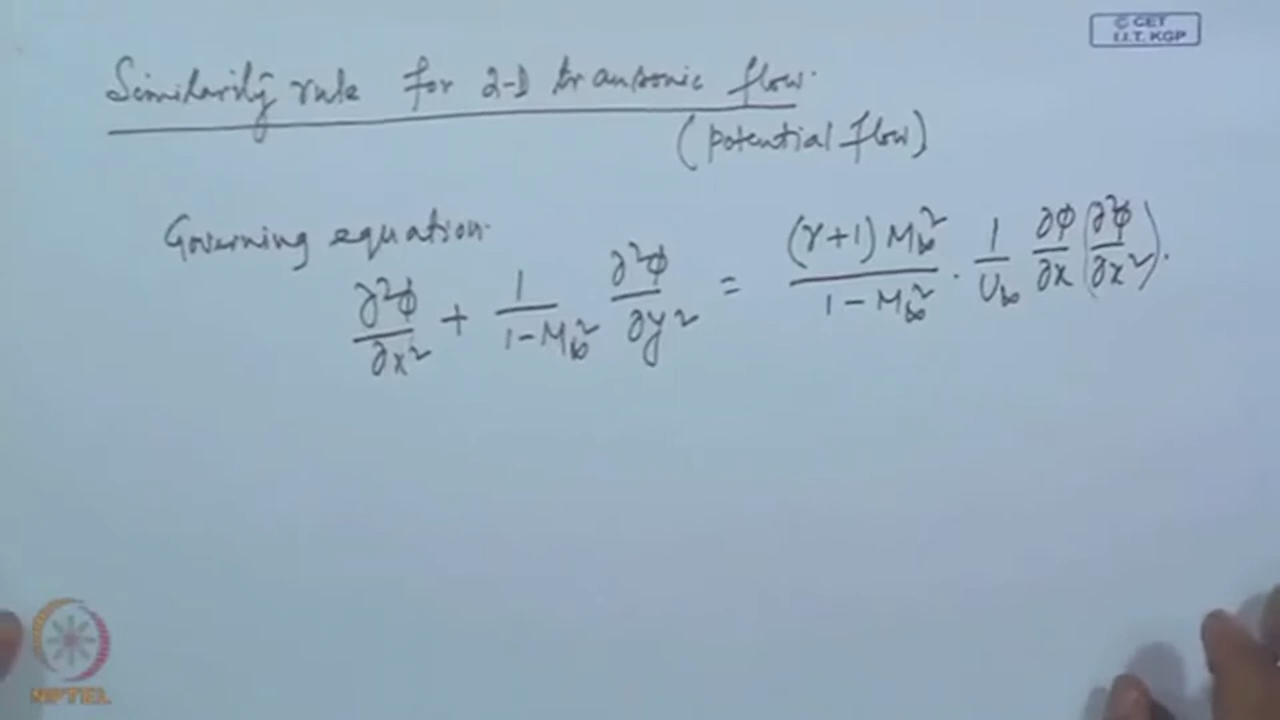 © CET
I.I.T. KGP
Similarity rule for 2-D transonic flow.
(potential flow)
Governing equation.
∂²φ/∂x² + 1/(1-M∞²) ∂²φ/∂y² = (γ+1)M∞²/(1-M∞²) · 1/U∞ ∂φ/∂x (∂²φ/∂x²).
NPTEL